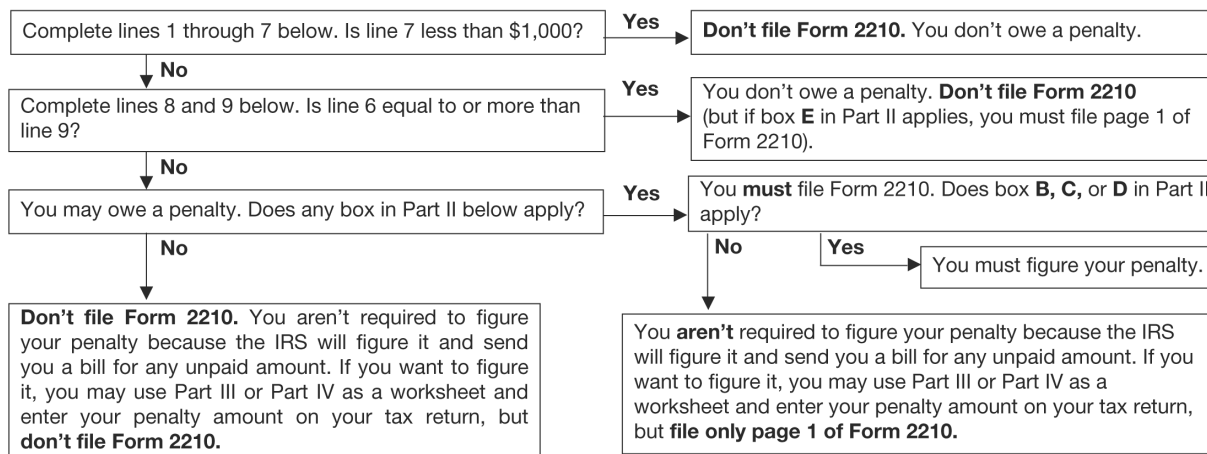 Complete lines 1 through 7 below. Is line 7 less than $1,000?
Yes
Don't file Form 2210. You don't owe a penalty.
No
Complete lines 8 and 9 below. Is line 6 equal to or more than
line 9?
Yes
You don't owe a penalty. Don't file Form 2210
(but if box E in Part II applies, you must file page 1 of
Form 2210).
No
You may owe a penalty. Does any box in Part II below apply?
Yes
You must file Form 2210. Does box B, C, or D in Part II
apply?
No
Yes
You must figure your penalty.
No
Don't file Form 2210. You aren't required to figure
your penalty because the IRS will figure it and send
you a bill for any unpaid amount. If you want to figure
it, you may use Part III or Part IV as a worksheet and
enter your penalty amount on your tax return, but
don't file Form 2210.
You aren't required to figure your penalty because the IRS
will figure it and send you a bill for any unpaid amount. If you
want to figure it, you may use Part III or Part IV as a
worksheet and enter your penalty amount on your tax return,
but file only page 1 of Form 2210.